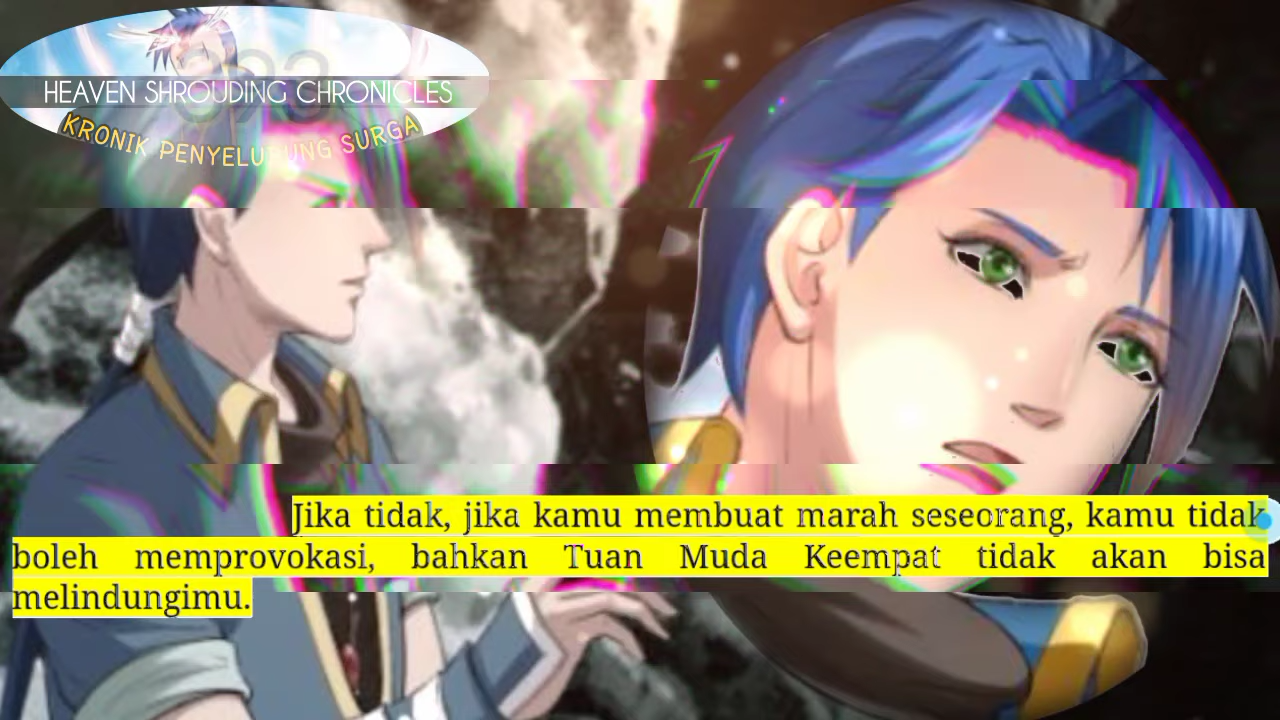 393
HEAVEN SHROUDING CHRONICLES
KRONIK PENYELUBUNG SURGA
Jika tidak, jika kamu membuat marah seseorang, kamu tidak
boleh memprovokasi, bahkan Tuan Muda Keempat tidak akan bisa
melindungimu.